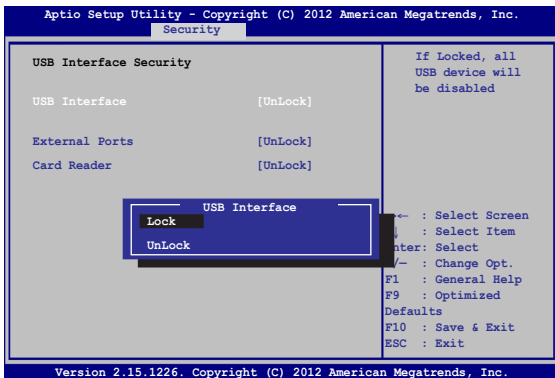 Aptio Setup Utility - Copyright (C) 2012 American Megatrends, Inc.
Security
USB Interface Security
USB Interface [UnLock]
External Ports [UnLock]
Card Reader [UnLock]
If Locked, all
USB device will
be disabled
USB Interface
Lock
UnLock
: Select Screen
: Select Item
: Select
: Change Opt.
F1 : General Help
F9 : Optimized
Defaults
F10 : Save & Exit
ESC : Exit
Version 2.15.1226. Copyright (C) 2012 American Megatrends, Inc.